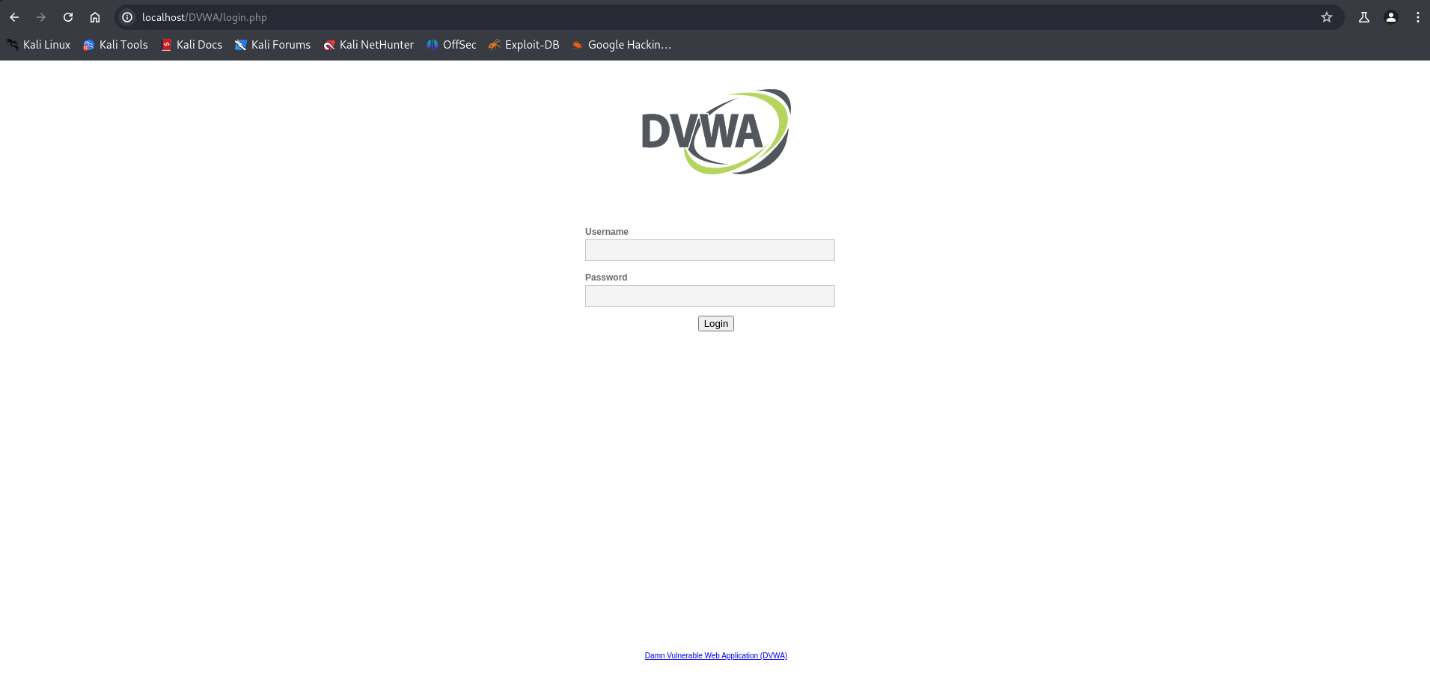 localhost/DVWA/login.php
Kali Linux Kali Tools Kali Docs Kali Forums Kali NetHunter OffSec Exploit-DB Google Hackin...
DVWA
Username
Password
Login
Damn Vulnerable Web Application (DVWA)